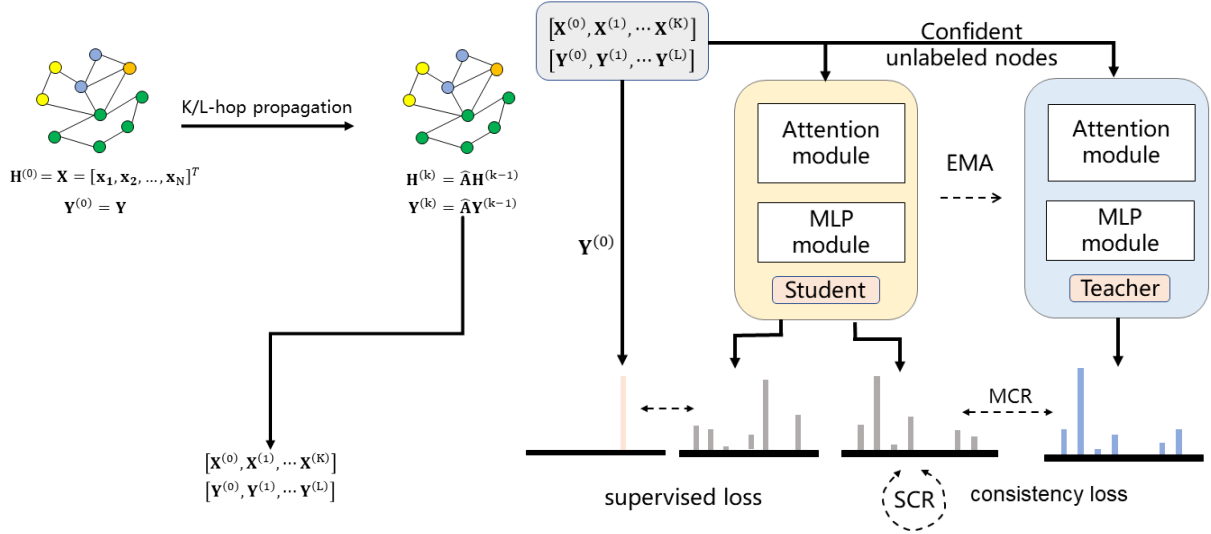 K/L-hop propagation
𝐇⁽⁰⁾ = 𝐗 = [𝐱₁, 𝐱₂, …, 𝐱_N]ᵀ
𝐘⁽⁰⁾ = 𝐘
𝐇⁽ᵏ⁾ = 𝐀̂𝐇⁽ᵏ⁻¹⁾
𝐘⁽ᵏ⁾ = 𝐀̂𝐘⁽ᵏ⁻¹⁾
[𝐗⁽⁰⁾, 𝐗⁽¹⁾, ⋯ 𝐗⁽ᴷ⁾]
[𝐘⁽⁰⁾, 𝐘⁽¹⁾, ⋯ 𝐘⁽ᴸ⁾]
[𝐗⁽⁰⁾, 𝐗⁽¹⁾, ⋯ 𝐗⁽ᴷ⁾]
[𝐘⁽⁰⁾, 𝐘⁽¹⁾, ⋯ 𝐘⁽ᴸ⁾]
Confident
unlabeled nodes
𝐘⁽⁰⁾
Attention
module
MLP
module
Student
EMA
Attention
module
MLP
module
Teacher
MCR
supervised loss
SCR
consistency loss